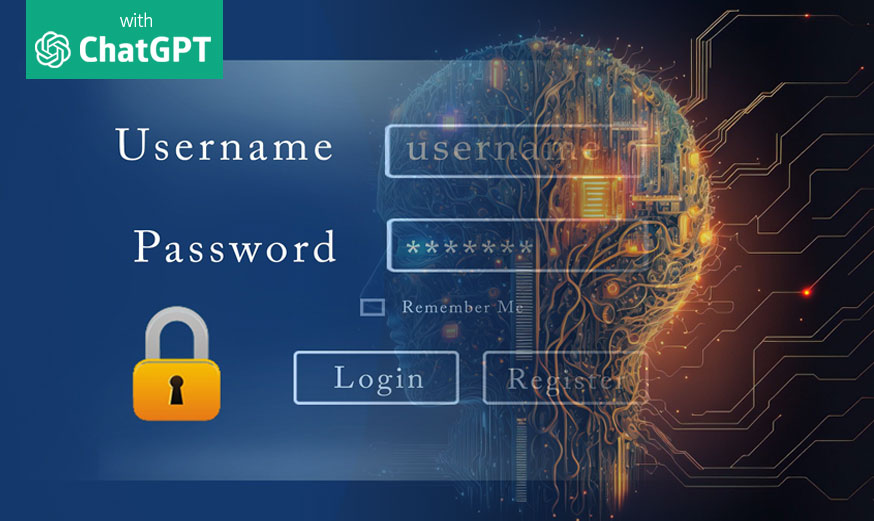 with
ChatGPT
Username
username
Password
*******
Remember Me
Login
Register